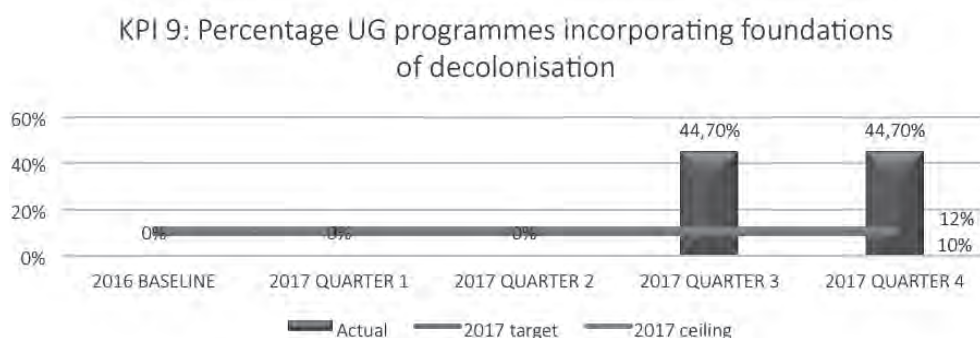 KPI 9: Percentage UG programmes incorporating foundations
of decolonisation
60%
44,70% 44,70%
40%
20%
12%
0% 0% 0%
10%
0%
2016 BASELINE 2017 QUARTER 1 2017 QUARTER 2 2017 QUARTER 3 2017 QUARTER 4
Actual 2017 target 2017 ceiling